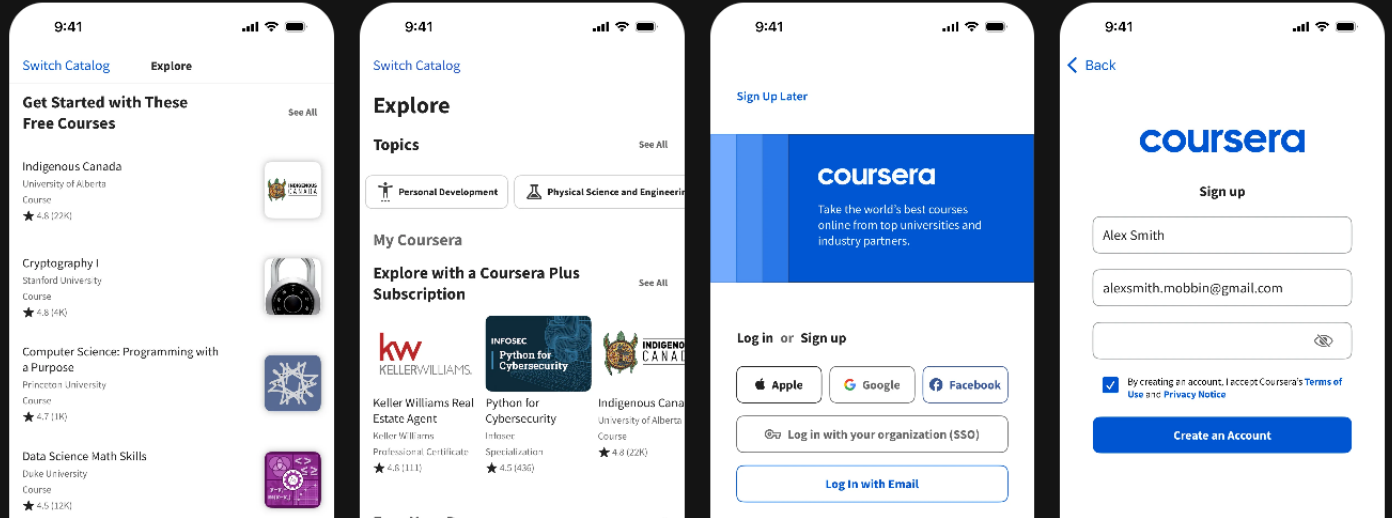 9:41
Switch Catalog
Explore
Get Started with These
Free Courses
See All
Indigenous Canada
University of Alberta
Course
4.8 (22K)
INDIGENOUS
CANADA
Cryptography I
Stanford University
Course
4.8 (4K)
Computer Science: Programming with
a Purpose
Princeton University
Course
4.7 (1K)
Data Science Math Skills
Duke University
Course
4.5 (12K)
9:41
Switch Catalog
Explore
Topics
See All
Personal Development
Physical Science and Engineerin
My Coursera
Explore with a Coursera Plus
Subscription
See All
kw
KELLERWILLIAMS.
Keller Williams Real
Estate Agent
Keller Williams
Professional Certificate
4.8 (111)
INFOSEC
Python for
Cybersecurity
Python for
Cybersecurity
Infosec
Specialization
4.5 (436)
INDIGENO
CANAD
Indigenous Cana
University of Alberta
Course
4.8 (22K)
9:41
Sign Up Later
coursera
Take the world's best courses
online from top universities and
industry partners.
Log in or Sign up
Apple
Google
Facebook
Log in with your organization (SSO)
Log In with Email
9:41
Back
coursera
Sign up
Alex Smith
alexsmith.mobbin@gmail.com
By creating an account, I accept Coursera's Terms of
Use and Privacy Notice
Create an Account